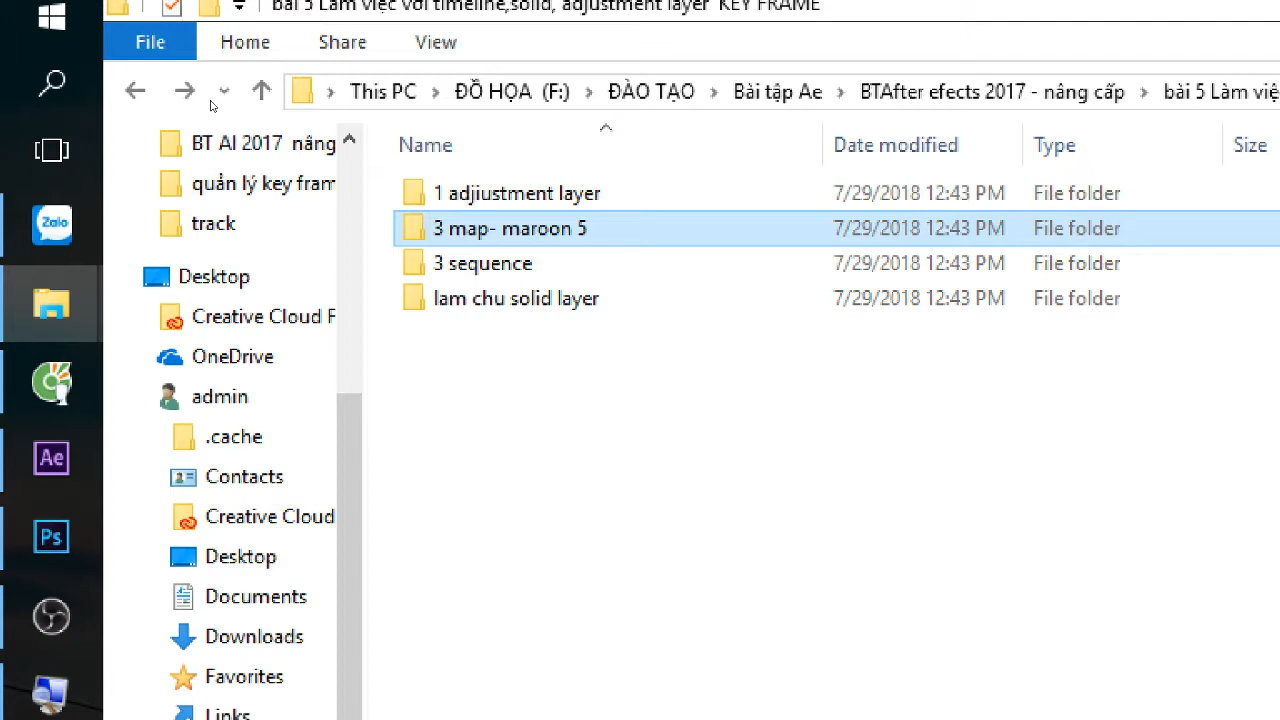 bài 5 Làm việc với timeline,solid, adjustment layer KEY FRAME
File Home Share View
This PC ĐỒ HỌA (F:) ĐÀO TẠO Bài tập Ae BTAfter efects 2017 - nâng cấp bài 5 Làm việ
Name Date modified Type Size
BT AI 2017 nâng
quản lý key fram
track
Desktop
Creative Cloud F
OneDrive
admin
.cache
Contacts
Creative Cloud
Desktop
Documents
Downloads
Favorites
Links
1 adjiustment layer 7/29/2018 12:43 PM File folder
3 map- maroon 5 7/29/2018 12:43 PM File folder
3 sequence 7/29/2018 12:43 PM File folder
lam chu solid layer 7/29/2018 12:43 PM File folder
Zalo
Ae
Ps